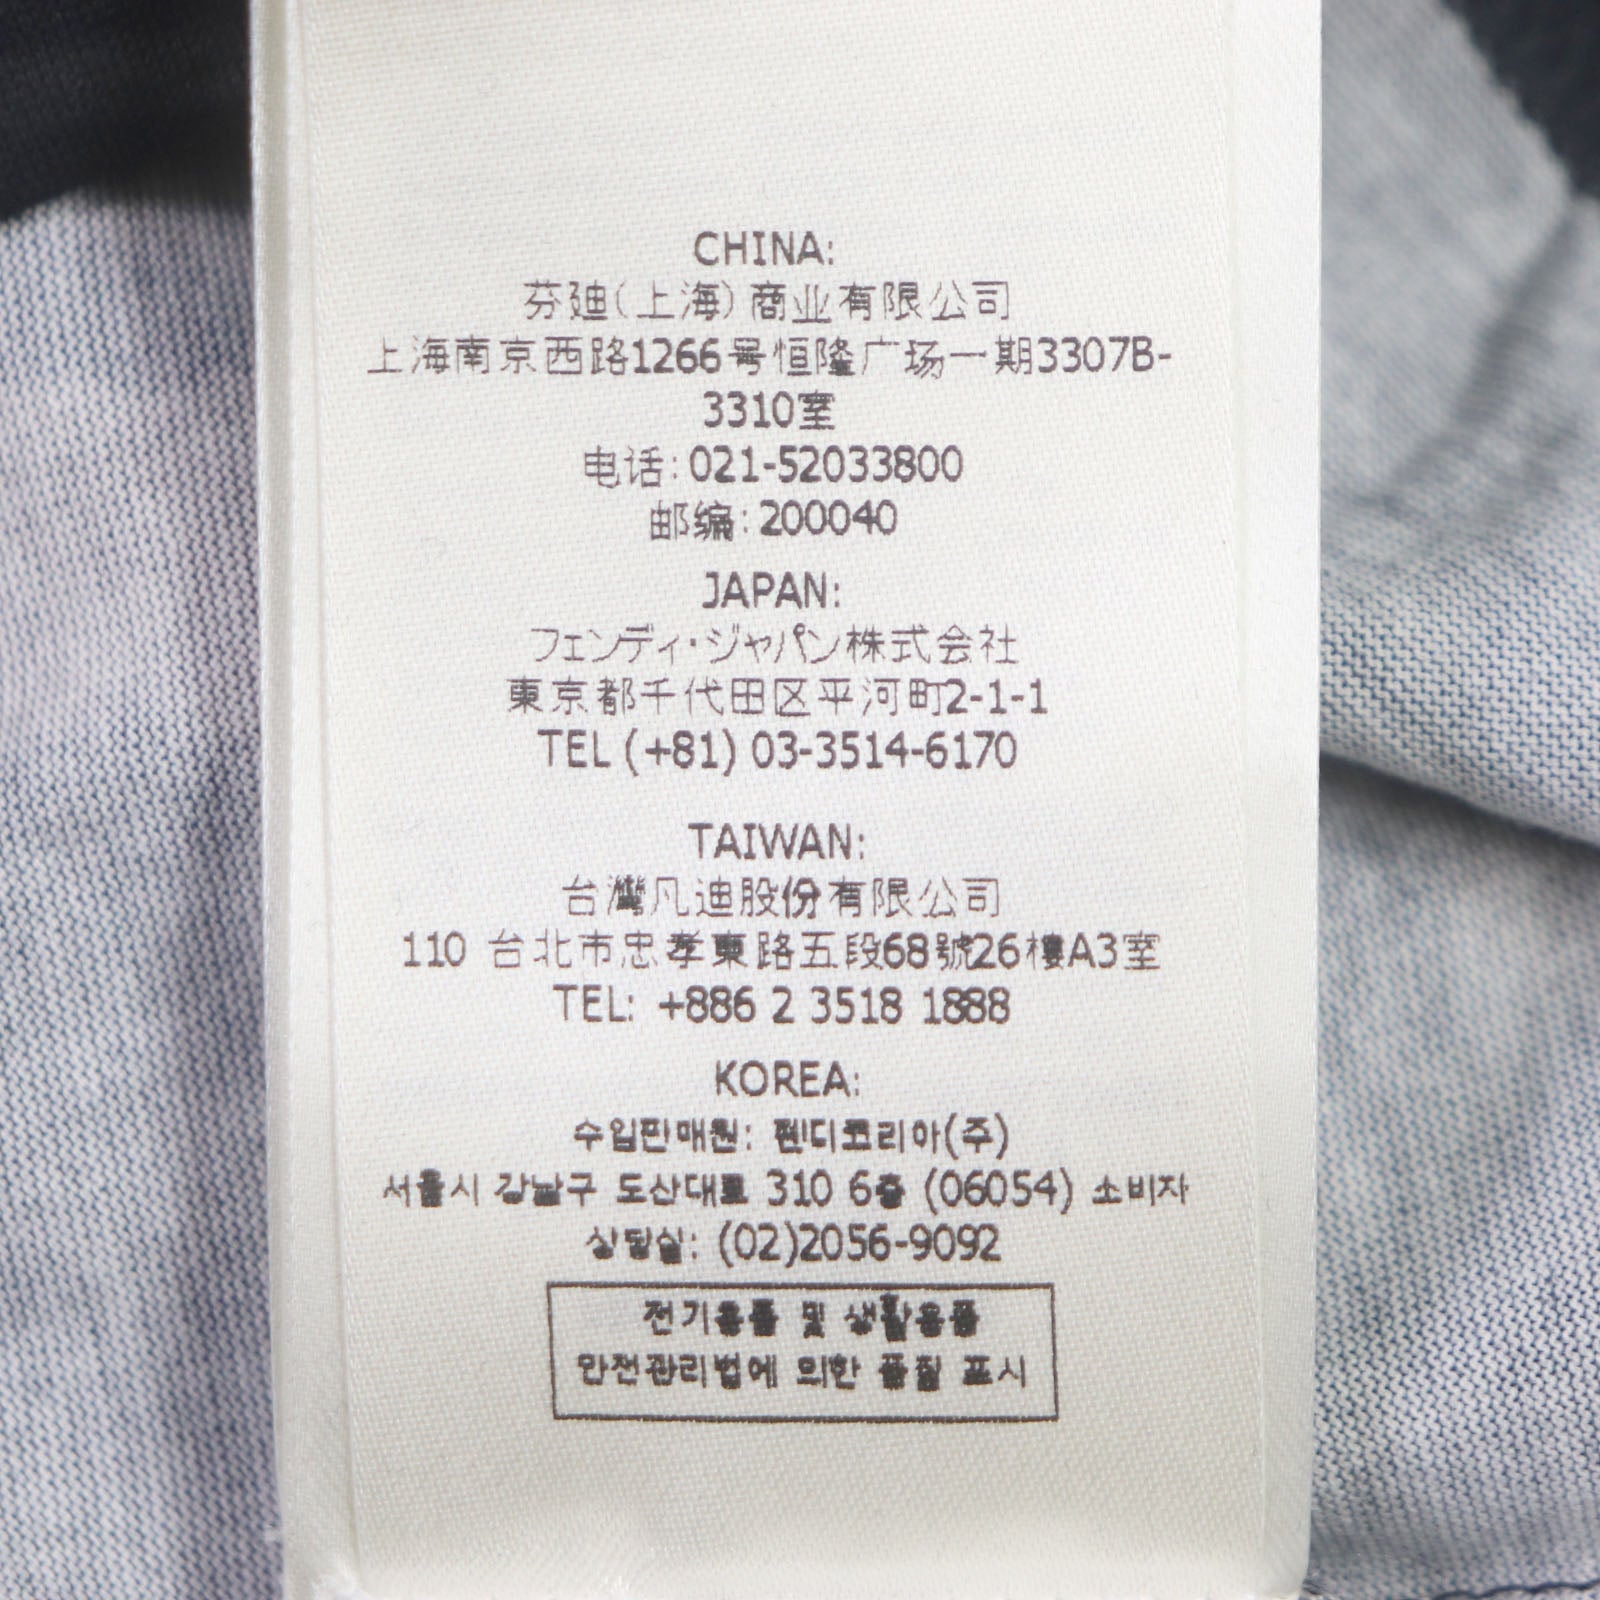 CHINA:
芬廸(上海)商业有限公司
上海南京西路1266号恒隆广场一期3307B-
3310室
电话:021-52033800
邮编:200040
JAPAN:
フェンディ・ジャパン株式会社
東京都千代田区平河町2-1-1
TEL (+81) 03-3514-6170
TAIWAN:
台灣凡迪股份有限公司
110 台北市忠孝東路五段68號26樓A3室
TEL: +886 2 3518 1888
KOREA:
수입판매원: 펜디코리아(주)
서울시 강남구 도산대로 310 6층 (06054) 소비자
상담실: (02)2056-9092
전기용품 및 생활용품
안전관리법에 의한 품질 표시